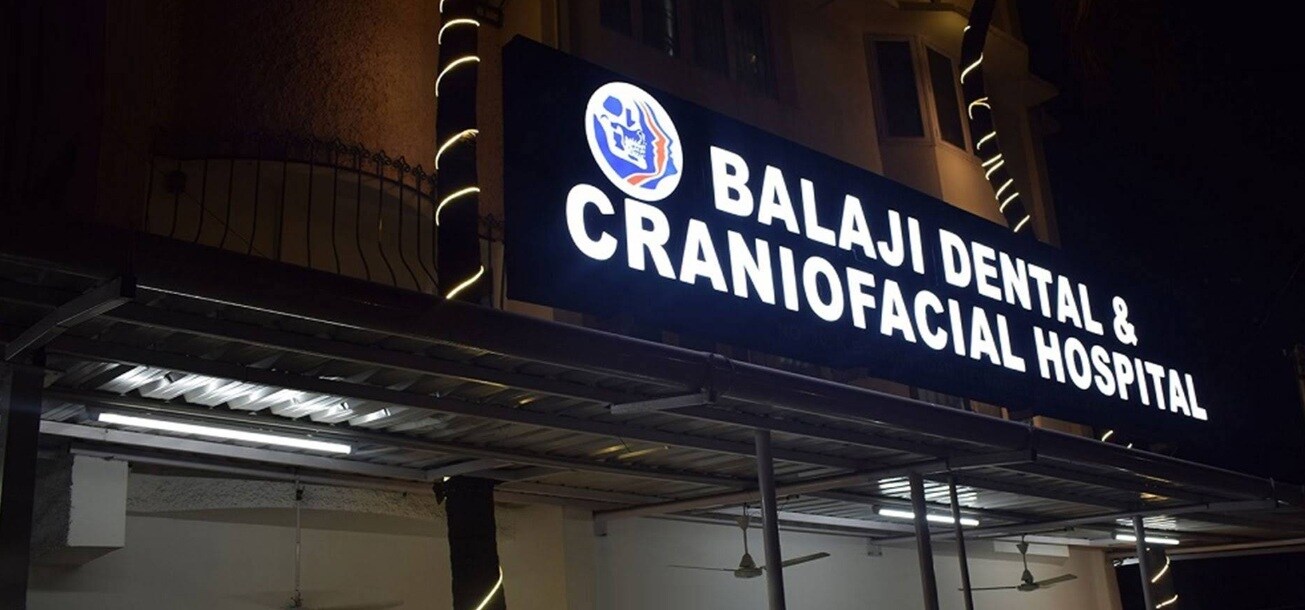 BALAJI DENTAL &
CRANIOFACIAL HOSPITAL